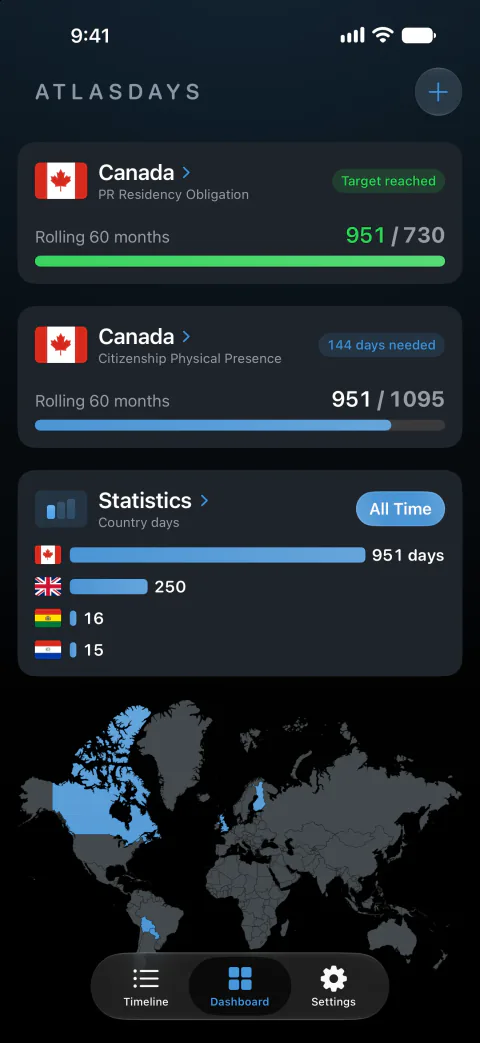 9:41
ATLASDAYS
Canada
Target reached
PR Residency Obligation
Rolling 60 months
951 / 730
Canada
144 days needed
Citizenship Physical Presence
Rolling 60 months
951 / 1095
Statistics
All Time
Country days
951 days
250
16
15
Timeline
Dashboard
Settings